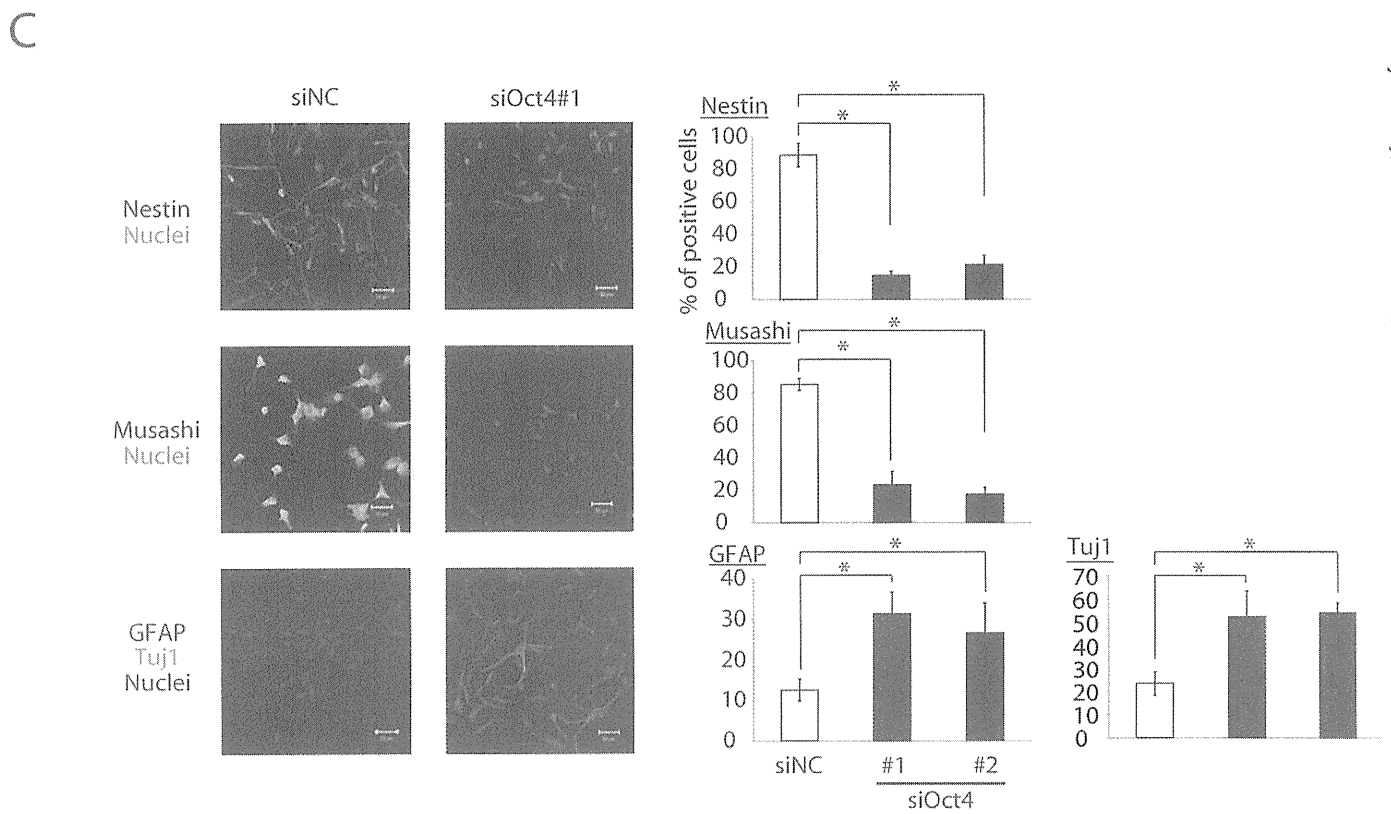 C
siNC
siOct4#1
Nestin
Nuclei
Musashi
Nuclei
GFAP
Tuj1
Nuclei
Nestin
*
*
% of positive cells
100
80
60
40
20
0
Musashi
*
*
100
80
60
40
20
0
GFAP
*
*
40
30
20
10
0
siNC
#1
#2
siOct4
Tuj1
*
*
70
60
50
40
30
20
10
0